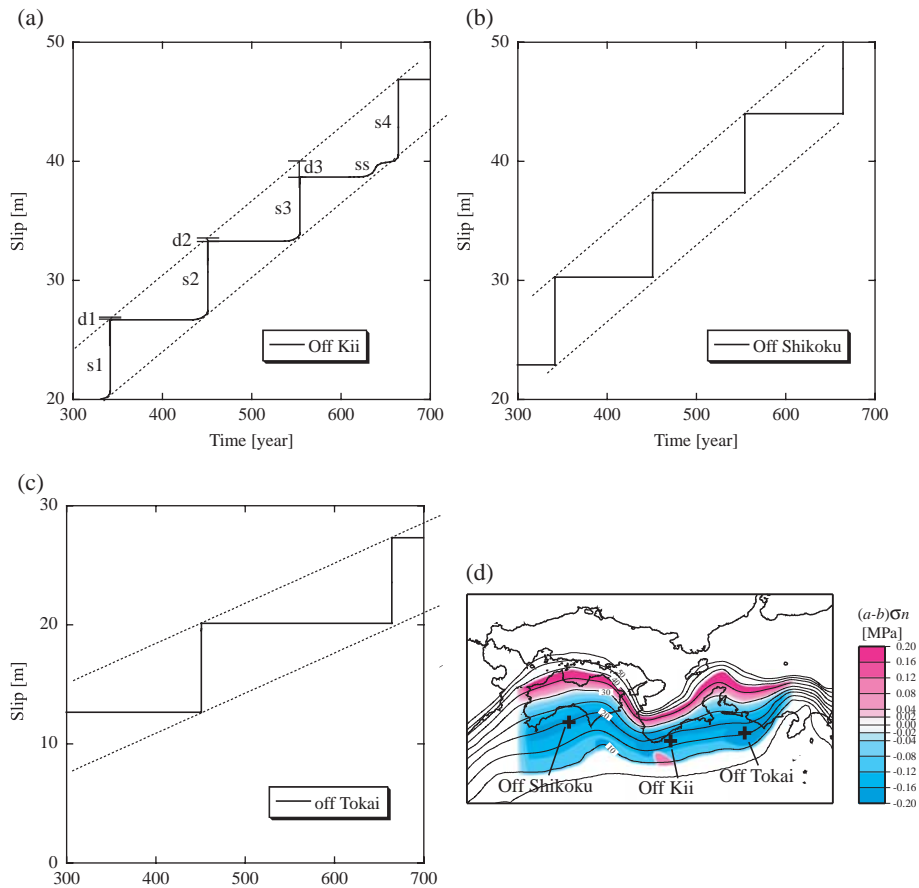 (a)
50
40
30
20
Slip [m]
s1
s2
s3
s4
ss
d1
d2
d3
Off Kii
300
400
500
600
700
Time [year]
(b)
50
40
30
20
Slip [m]
Off Shikoku
300
400
500
600
700
Time [year]
(c)
30
20
10
0
Slip [m]
off Tokai
300
400
500
600
700
(d)
30
20
10
Off Shikoku
Off Kii
Off Tokai
(a-b)σn
[MPa]
0.20
0.16
0.12
0.08
0.04
0.02
0.00
-0.02
-0.04
-0.08
-0.12
-0.16
-0.20